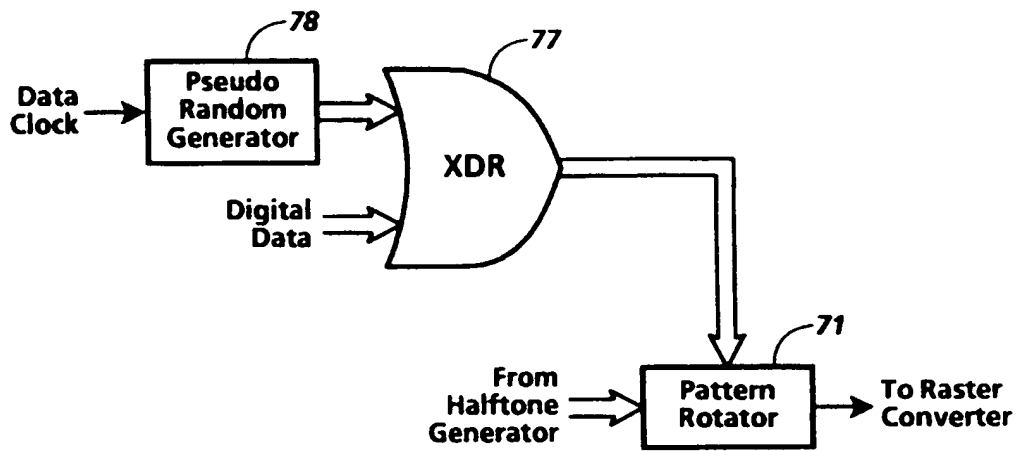 78
77
Pseudo
Random
Generator
Data
Clock
XDR
Digital
Data
71
From
Halftone
Generator
Pattern
Rotator
To Raster
Converter